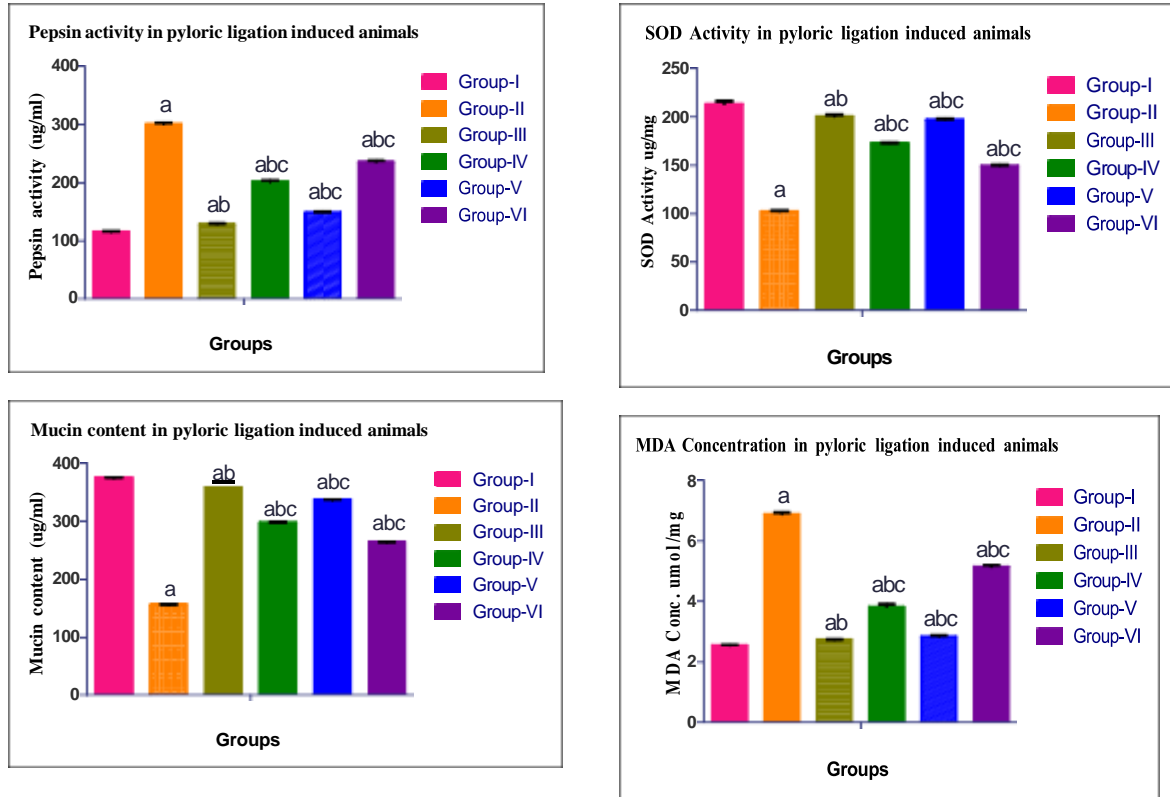 Pepsin activity in pyloric ligation induced animals
Pepsin activity (ug/ml)
400
300
200
100
0
a
ab
abc
abc
abc
Groups
Group-I
Group-II
Group-III
Group-IV
Group-V
Group-VI
SOD Activity in pyloric ligation induced animals
SOD Activity ug/mg
250
200
150
100
50
0
a
ab
abc
abc
abc
Groups
Group-I
Group-II
Group-III
Group-IV
Group-V
Group-VI
Mucin content in pyloric ligation induced animals
Mucin content (ug/ml)
400
300
200
100
0
a
ab
abc
abc
abc
Groups
Group-I
Group-II
Group-III
Group-IV
Group-V
Group-VI
MDA Concentration in pyloric ligation induced animals
MDA Conc. umol/mg
8
6
4
2
0
a
ab
abc
abc
abc
Groups
Group-I
Group-II
Group-III
Group-IV
Group-V
Group-VI